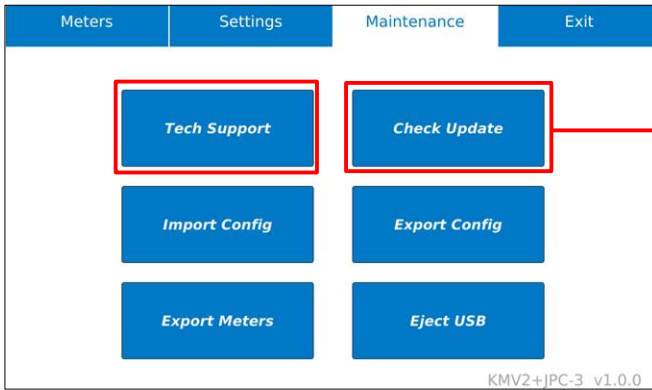 Meters Settings Maintenance Exit
Tech Support Check Update
Import Config Export Config
Export Meters Eject USB
KMV2+JPC-3 v1.0.0